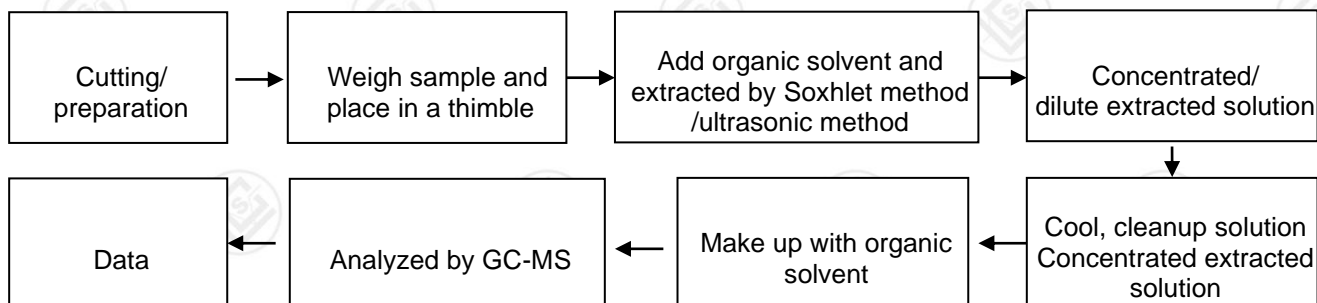 Cutting/
preparation
Weigh sample and
place in a thimble
Add organic solvent and
extracted by Soxhlet method
/ultrasonic method
Concentrated/
dilute extracted solution
Cool, cleanup solution
Concentrated extracted
solution
Make up with organic
solvent
Analyzed by GC-MS
Data